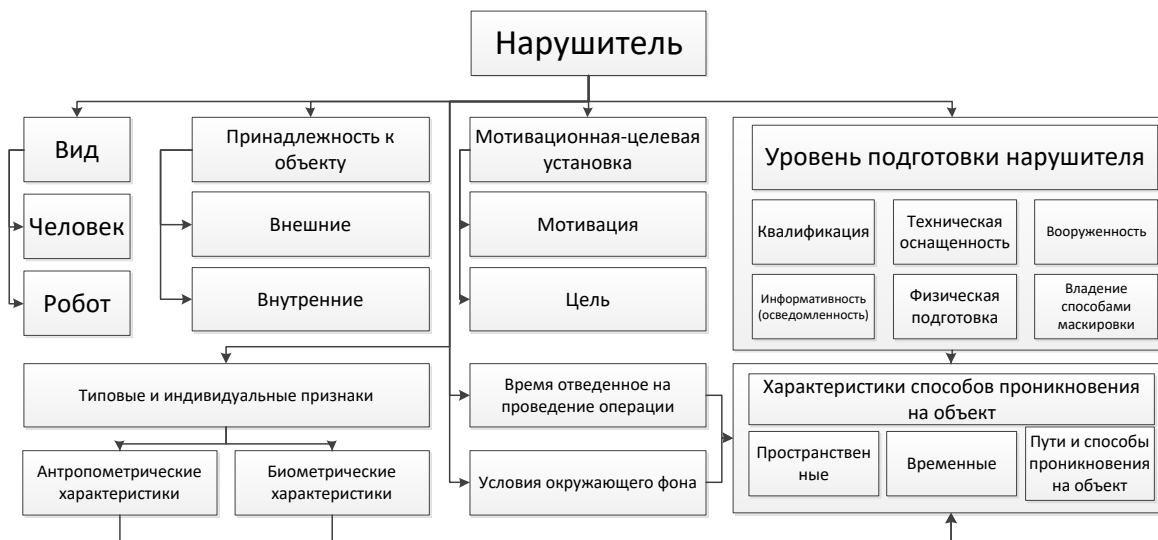 Нарушитель
Вид
Человек
Робот
Принадлежность к
объекту
Внешние
Внутренние
Мотивационная-целевая
установка
Мотивация
Цель
Уровень подготовки нарушителя
Квалификация
Техническая
оснащенность
Вооруженность
Информативность
(осведомленность)
Физическая
подготовка
Владение
способами
маскировки
Типовые и индивидуальные признаки
Антропометрические
характеристики
Биометрические
характеристики
Время отведенное на
проведение операции
Условия окружающего фона
Характеристики способов проникновения
на объект
Пространствен
ные
Временные
Пути и способы
проникновения
на объект